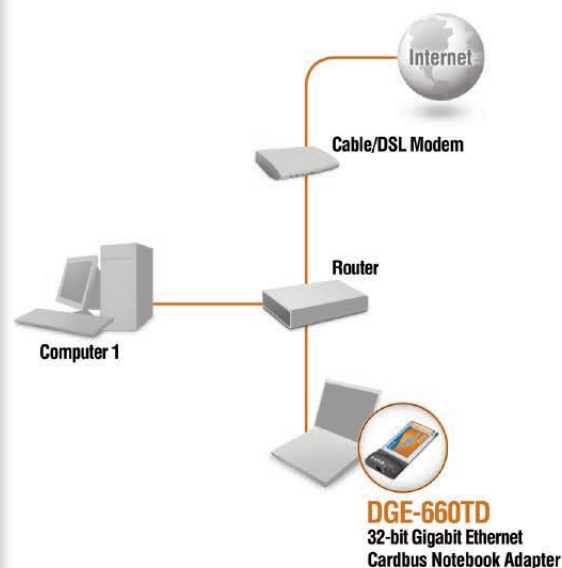 Internet
Cable/DSL Modem
Router
Computer 1
DGE-660TD
32-bit Gigabit Ethernet
Cardbus Notebook Adapter